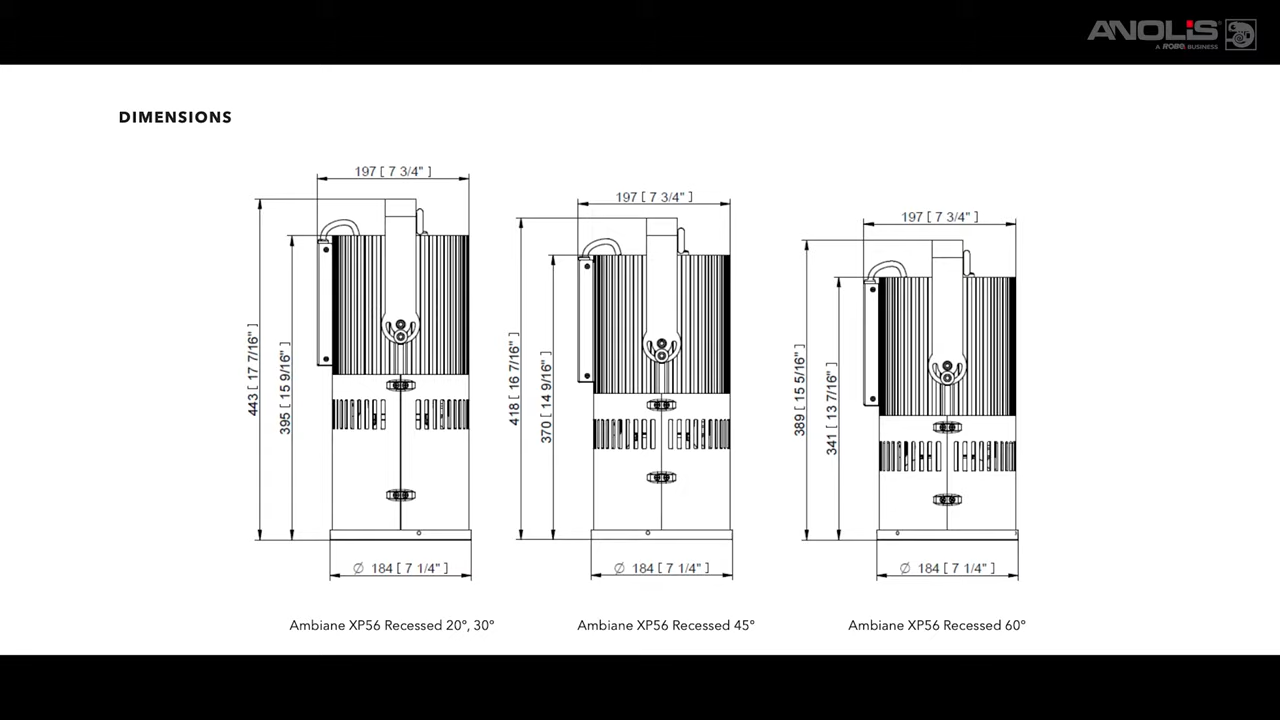 ANOLIS
A ROBE BUSINESS
DIMENSIONS
197 [ 7 3/4" ]
443 [ 17 7/16" ]
395 [ 15 9/16" ]
Ø 184 [ 7 1/4" ]
Ambiane XP56 Recessed 20°, 30°
197 [ 7 3/4" ]
418 [ 16 7/16" ]
370 [ 14 9/16" ]
Ø 184 [ 7 1/4" ]
Ambiane XP56 Recessed 45°
197 [ 7 3/4" ]
389 [ 15 5/16" ]
341 [ 13 7/16" ]
Ø 184 [ 7 1/4" ]
Ambiane XP56 Recessed 60°